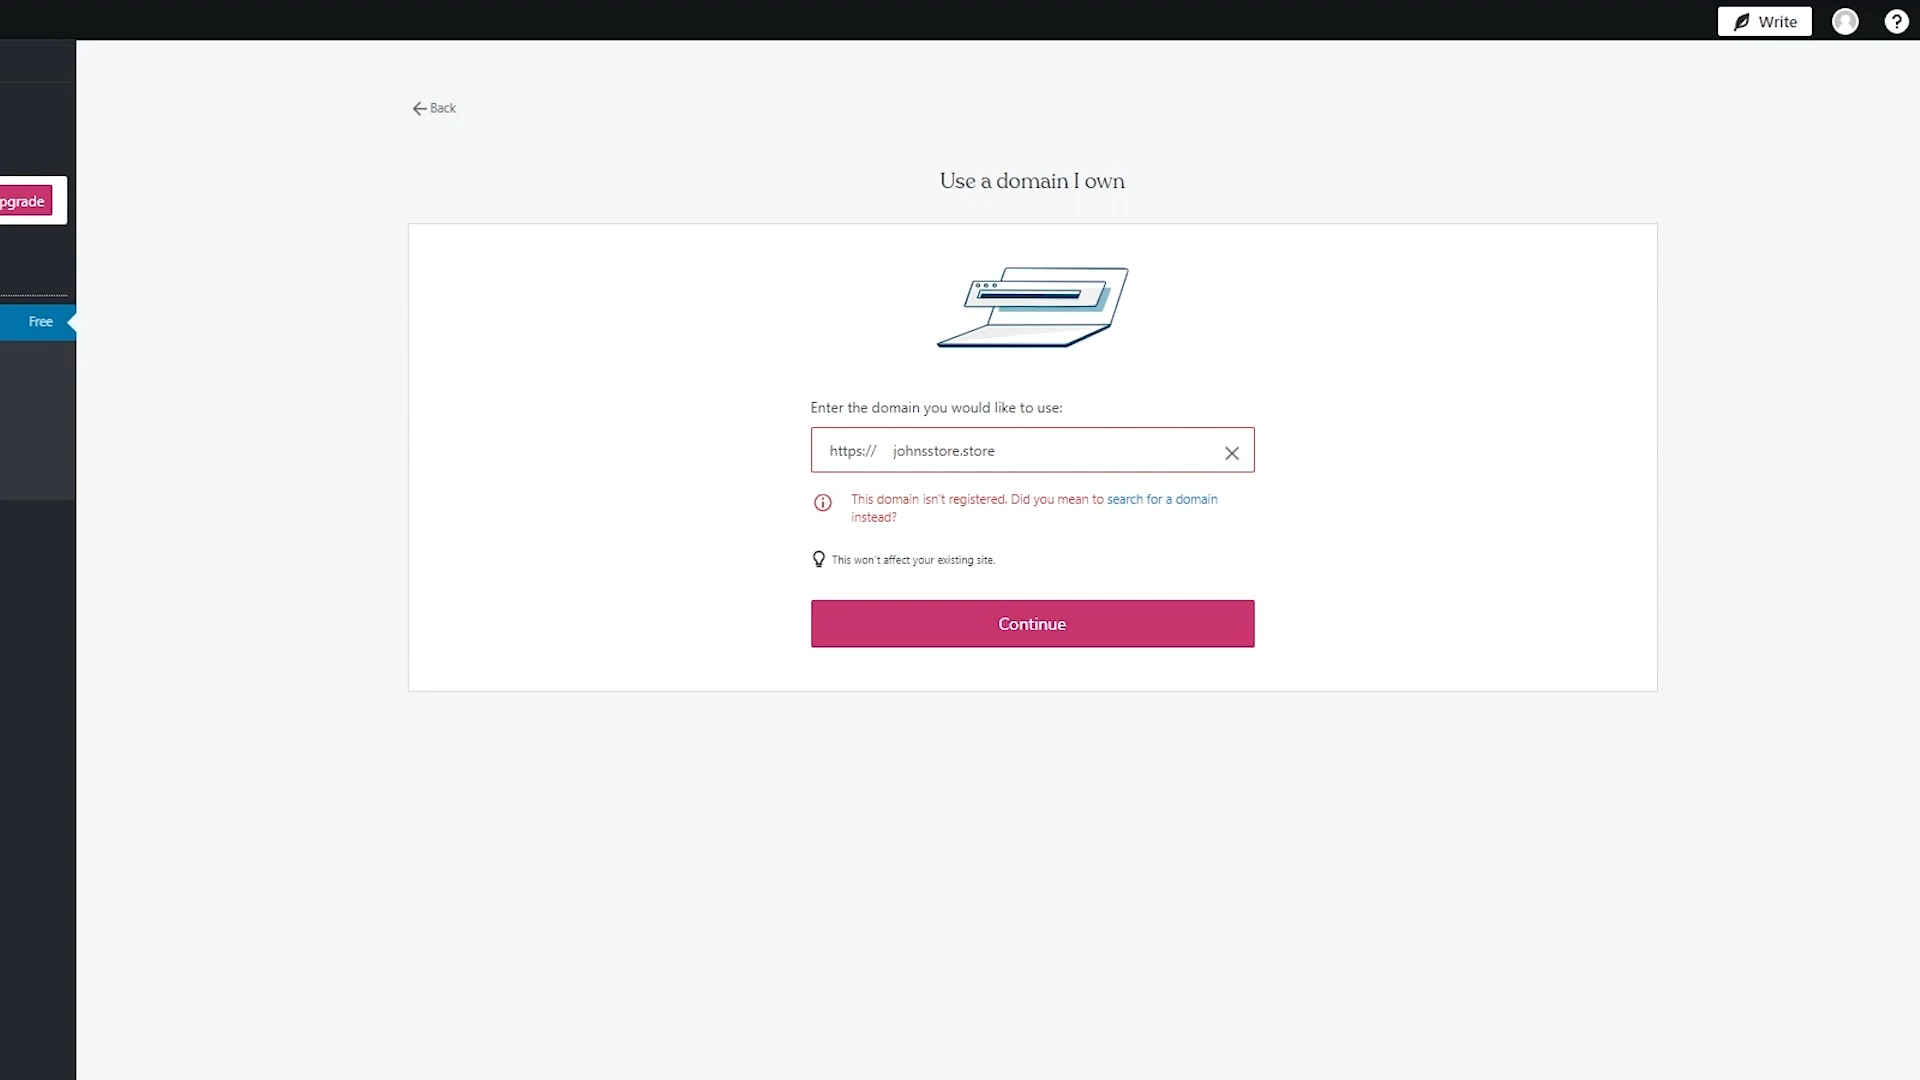 Write
Back
Use a domain I own
pgrade
Free
Enter the domain you would like to use:
https:// johnsstore.store
This domain isn't registered. Did you mean to search for a domain
instead?
This won't affect your existing site.
Continue